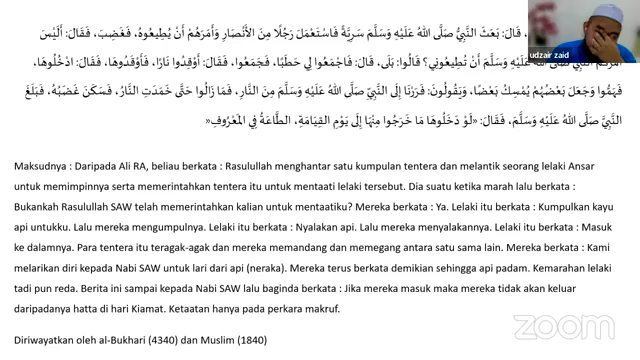 ، قَالَ: بَعَثَ النَّبِيُّ صَلَّى اللهُ عَلَيْهِ وَسَلَّمَ سَرِيَّةً فَاسْتَعْمَلَ رَجُلًا مِنَ الأَنْصَارِ وَأَمَرَهُمْ أَنْ يُطِيعُوهُ، فَغَضِبَ، فَقَالَ: أَلَيْسَ
udzair zaid
أَمَرَكُمُ النَّبِيُّ صَلَّى اللهُ عَلَيْهِ وَسَلَّمَ أَنْ تُطِيعُونِي؟ قَالُوا: بَلَى، قَالَ: فَاجْمَعُوا لِي حَطَبًا، فَجَمَعُوا، فَقَالَ: أَوْقِدُوا نَارًا، فَأَوْقَدُوهَا، فَقَالَ: ادْخُلُوهَا،
فَهَمُّوا وَجَعَلَ بَعْضُهُمْ يُمْسِكُ بَعْضًا، وَيَقُولُونَ: فَرَرْنَا إِلَى النَّبِيِّ صَلَّى اللهُ عَلَيْهِ وَسَلَّمَ مِنَ النَّارِ، فَمَا زَالُوا حَتَّى خَمَدَتِ النَّارُ، فَسَكَنَ غَضَبُهُ، فَبَلَغَ
النَّبِيَّ صَلَّى اللهُ عَلَيْهِ وَسَلَّمَ، فَقَالَ: «لَوْ دَخَلُوهَا مَا خَرَجُوا مِنْهَا إِلَى يَوْمِ القِيَامَةِ، الطَّاعَةُ فِي المَعْرُوفِ»
Maksudnya : Daripada Ali RA, beliau berkata : Rasulullah menghantar satu kumpulan tentera dan melantik seorang lelaki Ansar
untuk memimpinnya serta memerintahkan tentera itu untuk mentaati lelaki tersebut. Dia suatu ketika marah lalu berkata :
Bukankah Rasulullah SAW telah memerintahkan kalian untuk mentaatiku? Mereka berkata : Ya. Lelaki itu berkata : Kumpulkan kayu
api untukku. Lalu mereka mengumpulnya. Lelaki itu berkata : Nyalakan api. Lalu mereka menyalakannya. Lelaki itu berkata : Masuk
ke dalamnya. Para tentera itu teragak-agak dan mereka memandang dan memegang antara satu sama lain. Mereka berkata : Kami
melarikan diri kepada Nabi SAW untuk lari dari api (neraka). Mereka terus berkata demikian sehingga api padam. Kemarahan lelaki
tadi pun reda. Berita ini sampai kepada Nabi SAW lalu baginda berkata : Jika mereka masuk maka mereka tidak akan keluar
daripadanya hatta di hari Kiamat. Ketaatan hanya pada perkara makruf.
Diriwayatkan oleh al-Bukhari (4340) dan Muslim (1840)
zoom